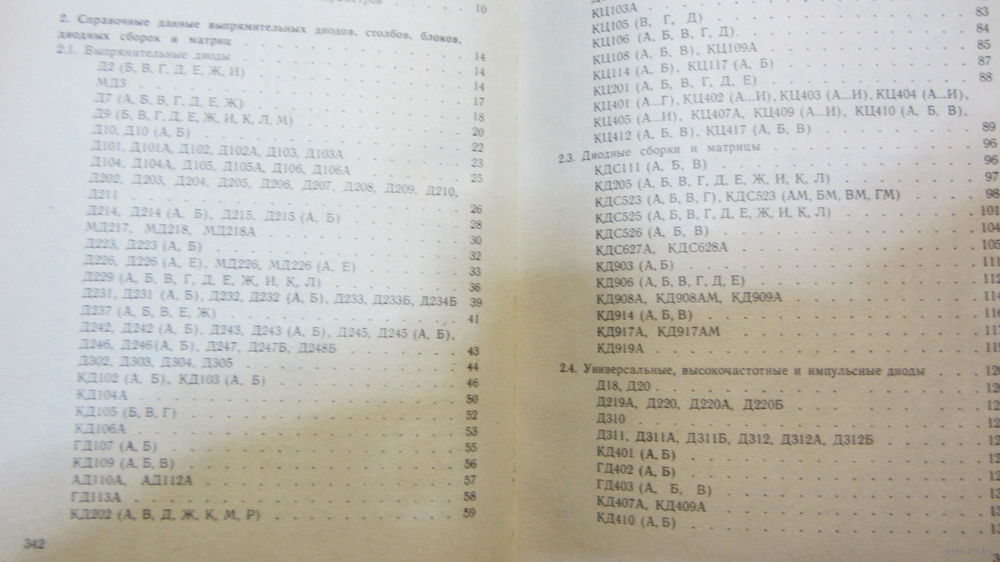 10
2. Справочные данные выпрямительных диодов, столбов, блоков,
диодных сборок и матриц 14
2.1. Выпрямительные диоды 14
Д2 (Б, В, Г, Д, Е, Ж, И) 14
МД3 17
Д7 (А, Б, В, Г, Д, Е, Ж) 18
Д9 (Б, В, Г, Д, Е, Ж, И, К, Л, М) 20
Д10, Д10 (А, Б) 22
Д101, Д101А, Д102, Д102А, Д103, Д103А 23
Д104, Д104А, Д105, Д105А, Д106, Д106А 25
Д202, Д203, Д204, Д205, Д206, Д207, Д208, Д209, Д210,
Д211 26
Д214, Д214 (А, Б), Д215, Д215 (А, Б) 28
МД217, МД218, МД218А 30
Д223, Д223 (А, Б) 32
Д226, Д226 (А, Е), МД226, МД226 (А, Е) 33
Д229 (А, Б, В, Г, Д, Е, Ж, И, К, Л) 36
Д231, Д231 (А, Б), Д232, Д232 (А, Б), Д233, Д233Б, Д234Б 39
Д237 (А, Б, В, Е, Ж) 41
Д242, Д242 (А, Б), Д243, Д243 (А, Б), Д245, Д245 (А, Б),
Д246, Д246(А, Б), Д247, Д247Б, Д248Б 43
Д302, Д303, Д304, Д305 44
КД102 (А, Б), КД103 (А, Б) 46
КД104А 50
КД105 (Б, В, Г) 52
КД106А 53
ГД107 (А, Б) 55
КД109 (А, Б, В) 56
АД110А, АД112А 57
ГД113А 58
КД202 (А, В, Д, Ж, К, М, Р) 59
342
КЦ103А 83
КЦ105 (В, Г, Д) 84
КЦ106 (А, Б, В, Г, Д) 85
КЦ108 (А, Б, В), КЦ109А 87
КЦ114 (А, Б), КЦ117 (А, Б) 88
КЦ201 (А, Б, В, Г, Д, Е)
КЦ401 (А...Г), КЦ402 (А...И), КЦ403 (А...И), КЦ404 (А...И),
КЦ405 (А...И), КЦ407А, КЦ409 (А...И), КЦ410 (А, Б, В),
КЦ412 (А, Б, В), КЦ417 (А, Б, В) 89
2.3. Диодные сборки и матрицы 96
КДС111 (А, Б, В) 96
КД205 (А, Б, В, Г, Д, Е, Ж, И, К, Л) 97
КДС523 (А, Б, В, Г), КДС523 (АМ, БМ, ВМ, ГМ) 98
КДС525 (А, Б, В, Г, Д, Е, Ж, И, К, Л) 101
КДС526 (А, Б, В) 104
КДС627А, КДС628А 105
КД903 (А, Б) 111
КД906 (А, Б, В, Г, Д, Е) 112
КД908А, КД908АМ, КД909А 114
КД914 (А, Б, В) 116
КД917А, КД917АМ 117
КД919А
2.4. Универсальные, высокочастотные и импульсные диоды
Д18, Д20
Д219А, Д220, Д220А, Д220Б
Д310
Д311, Д311А, Д311Б, Д312, Д312А, Д312Б
КД401 (А, Б)
ГД402 (А, Б)
ГД403 (А, Б, В)
КД407А, КД409А
КД410 (А, Б)